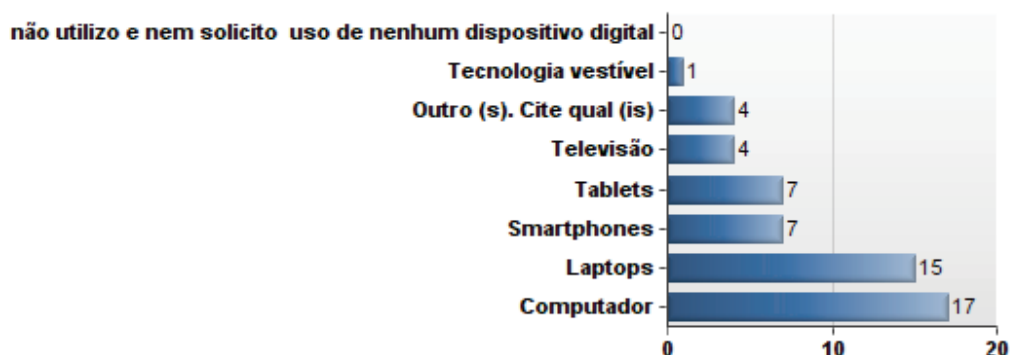 não utilizo e nem solicito uso de nenhum dispositivo digital 0
Tecnologia vestível 1
Outro (s). Cite qual (is) 4
Televisão 4
Tablets 7
Smartphones 7
Laptops 15
Computador 17
0 10 20